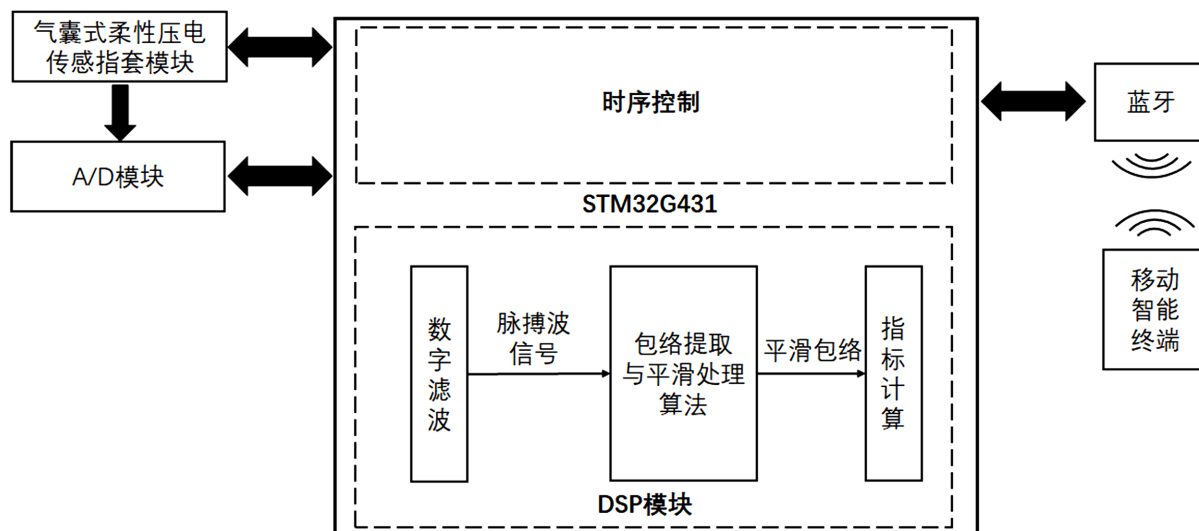 气囊式柔性压电
传感指套模块
A/D模块
时序控制
STM32G431
数字滤波
脉搏波
信号
包络提取
与平滑处理
算法
平滑包络
指标计算
DSP模块
蓝牙
移动
智能
终端